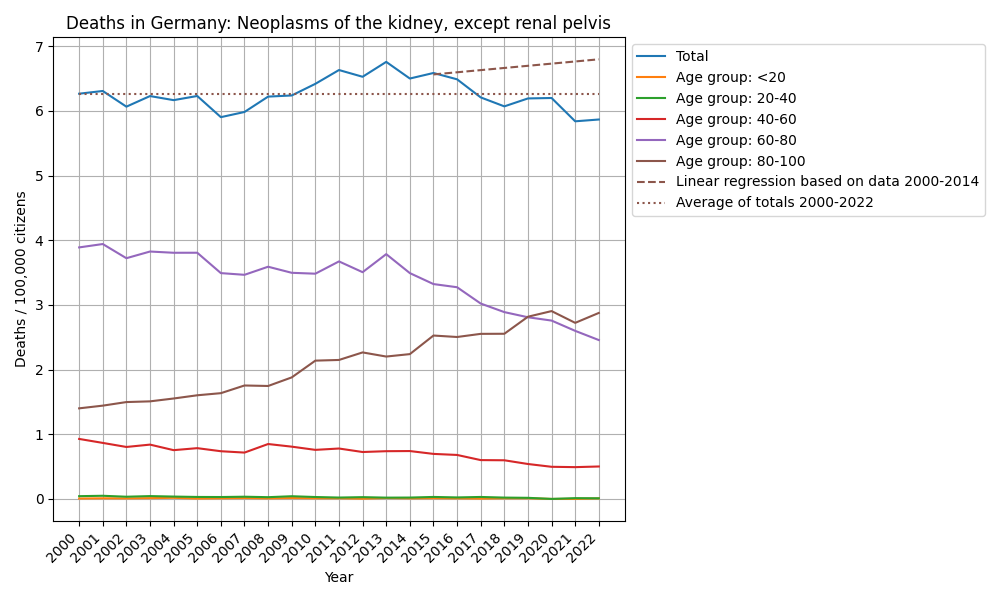 Deaths in Germany: Neoplasms of the kidney, except renal pelvis
7
6
5
4
3
2
1
0
Deaths / 100,000 citizens
2000
2001
2002
2003
2004
2005
2006
2007
2008
2009
2010
2011
2012
2013
2014
2015
2016
2017
2018
2019
2020
2021
2022
Year
Total
Age group: <20
Age group: 20-40
Age group: 40-60
Age group: 60-80
Age group: 80-100
Linear regression based on data 2000-2014
Average of totals 2000-2022